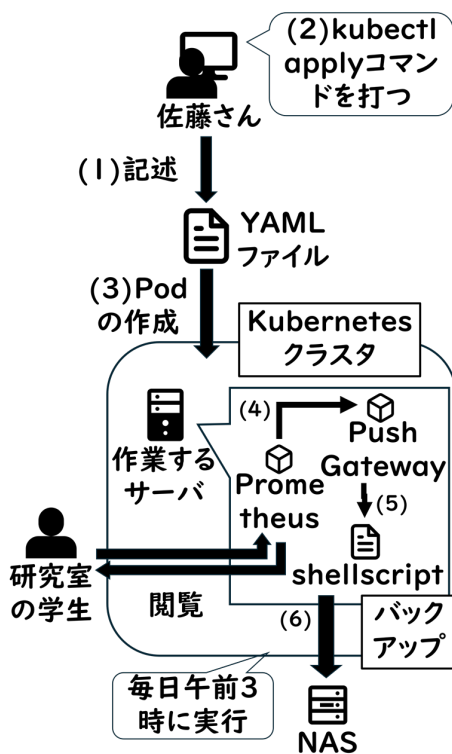 (2)kubectl
applyコマン
ドを打つ
佐藤さん
(1)記述
YAML
ファイル
(3)Pod
の作成
Kubernetes
クラスタ
(4)
Push
Gateway
作業する
サーバ
Prome
theus
(5)
shellscript
研究室
の学生
閲覧
(6)
バック
アップ
毎日午前3
時に実行
NAS